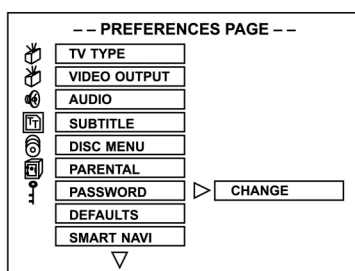 -- PREFERENCES PAGE --
TV TYPE
VIDEO OUTPUT
AUDIO
SUBTITLE
DISC MENU
PARENTAL
PASSWORD CHANGE
DEFAULTS
SMART NAVI